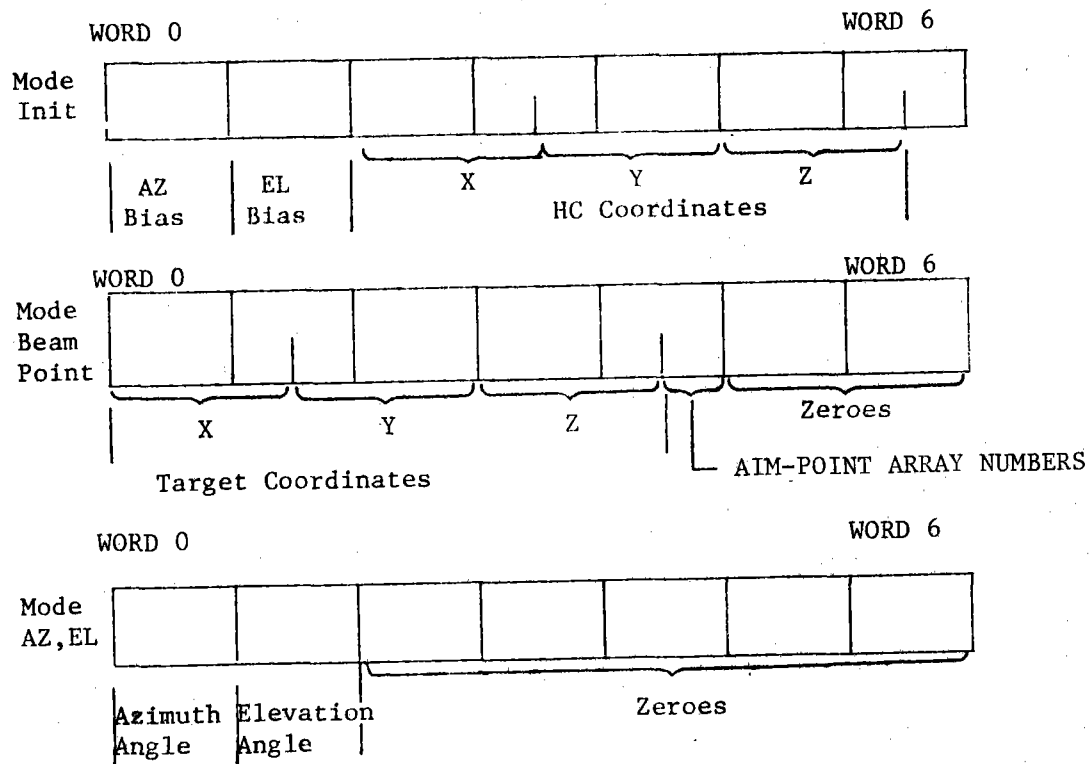 WORD 0 WORD 6
Mode
Init
AZ
Bias
EL
Bias
X Y Z
HC Coordinates
WORD 0 WORD 6
Mode
Beam
Point
X Y Z Zeroes
Target Coordinates
AIM-POINT ARRAY NUMBERS
WORD 0 WORD 6
Mode
AZ,EL
Azimuth
Angle
Elevation
Angle
Zeroes